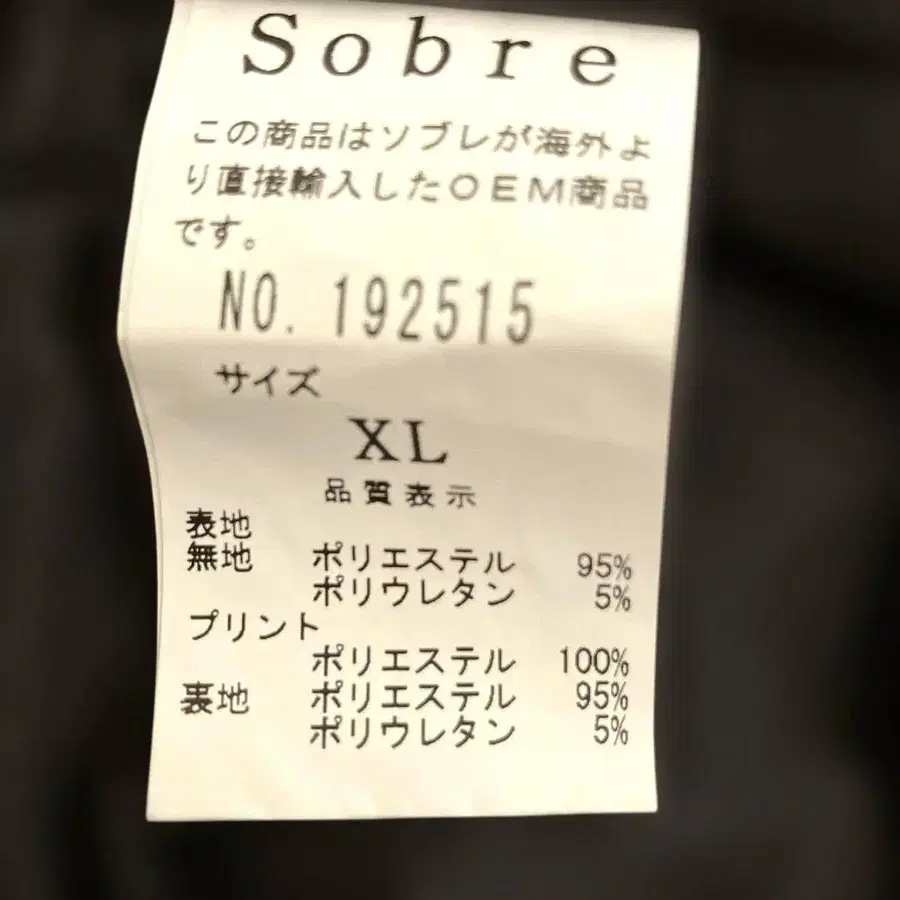 Sobre
この商品はソブレが海外よ
り直接輸入したOEM商品
です。
NO. 192515
サイズ
XL
品質表示
表地
無地 ポリエステル 95%
ポリウレタン 5%
プリント
ポリエステル 100%
裏地 ポリエステル 95%
ポリウレタン 5%